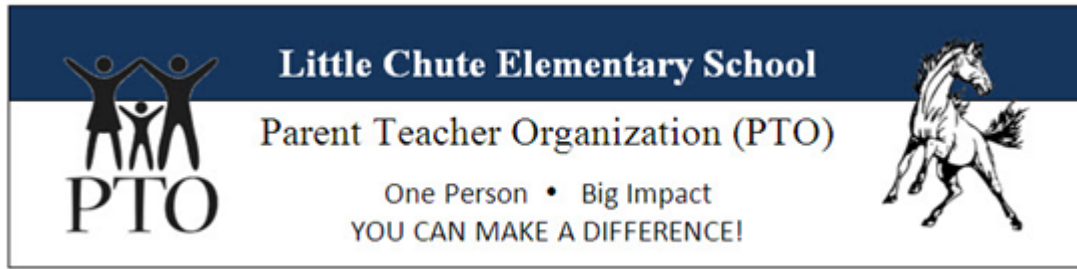 Little Chute Elementary School
Parent Teacher Organization (PTO)
PTO
One Person • Big Impact
YOU CAN MAKE A DIFFERENCE!